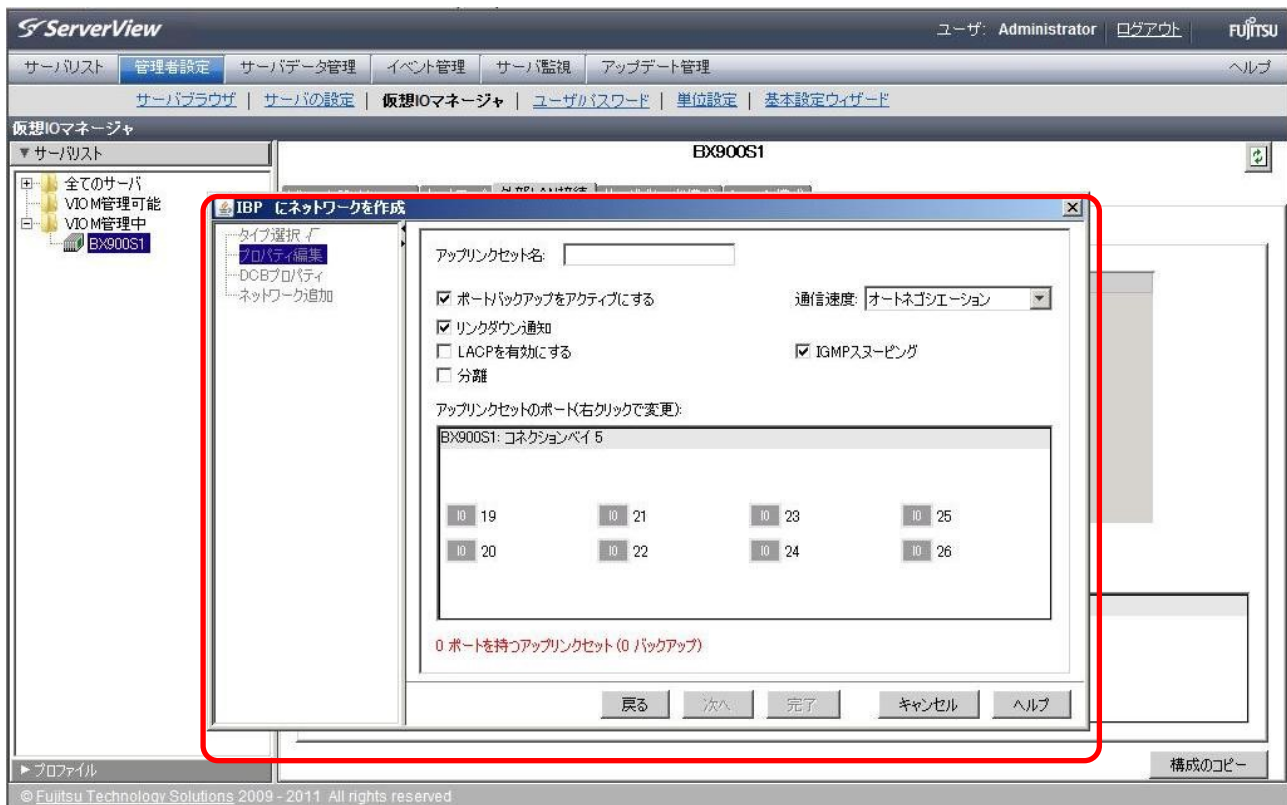 ServerView ユーザ: Administrator ログアウト FUJITSU
サーバリスト 管理者設定 サーバデータ管理 イベント管理 サーバ監視 アップデート管理 ヘルプ
サーバブラウザ | サーバの設定 | 仮想IOマネージャ | ユーザ/パスワード | 単位設定 | 基本設定ウィザード
仮想IOマネージャ
▼ サーバリスト
全てのサーバ
VIOM管理可能
VIOM管理中
BX900S1
BX900S1
外部LAN接続
IBP にネットワークを作成
タイプ選択 √
プロパティ編集
DCBプロパティ
ネットワーク追加
アップリンクセット名:
ポートバックアップをアクティブにする 通信速度: オートネゴシエーション
リンクダウン通知
LACPを有効にする IGMPスヌーピング
分離
アップリンクセットのポート(右クリックで変更):
BX900S1: コネクションベイ 5
IO 19 IO 21 IO 23 IO 25
IO 20 IO 22 IO 24 IO 26
0 ポートを持つアップリンクセット (0 バックアップ)
戻る 次へ 完了 キャンセル ヘルプ
構成のコピー
► プロファイル
© Fujitsu Technology Solutions 2009 - 2011 All rights reserved